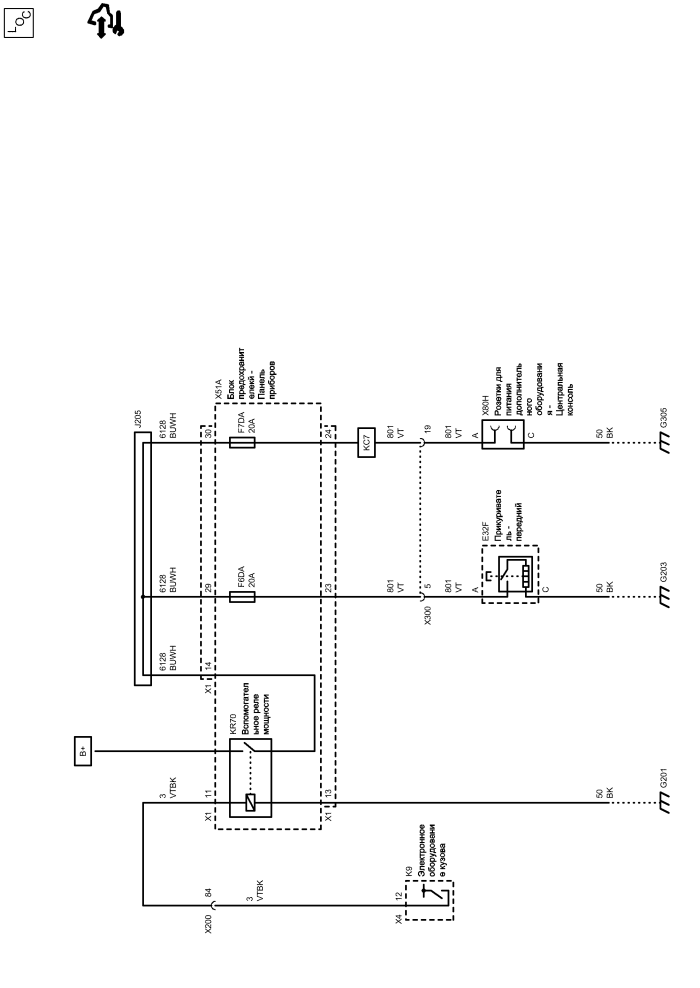 LOC
J205
6128
BUWH
6128
BUWH
6128
BUWH
X51A
Блок
предохранит
елей -
Панель
приборов
30
F7DA
20A
24
29
F6DA
20A
23
X1
14
KR70
Вспомогател
ьное реле
мощности
B+
3
VTBK
X1
11
X1
13
KC7
801
VT
19
801
VT
801
VT
X300
5
801
VT
X80H
Розетки для
питания
дополнитель
ного
оборудовани
я -
Центральная
консоль
A
C
50
BK
G305
E32F
Прикуривате
ль -
передний
A
C
50
BK
G203
50
BK
G201
X200
84
3
VTBK
X4
12
K9
Электронное
оборудовани
е кузова